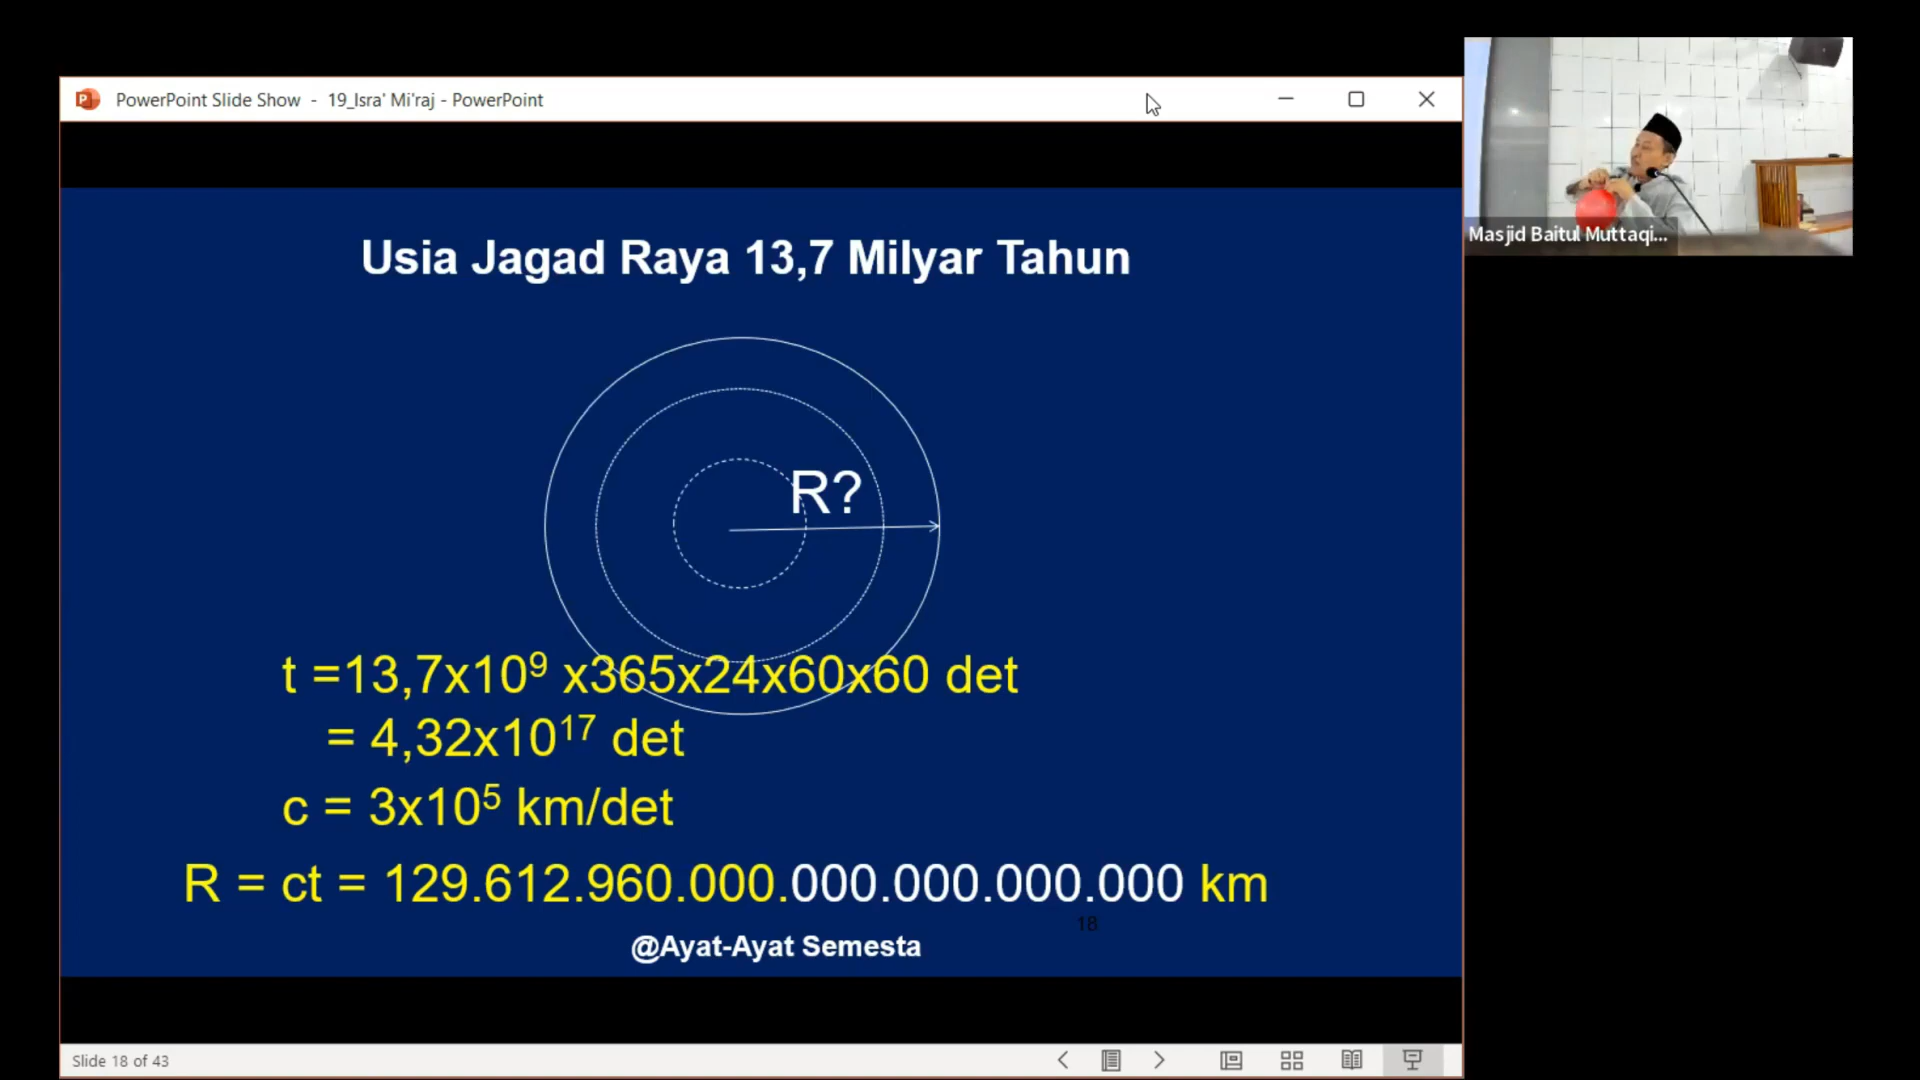 PowerPoint Slide Show - 19_Isra' Mi'raj - PowerPoint
Masjid Baitul Muttaqi...
Usia Jagad Raya 13,7 Milyar Tahun
R?
t =13,7x10⁹ x365x24x60x60 det
= 4,32x10¹⁷ det
c = 3x10⁵ km/det
R = ct = 129.612.960.000.000.000.000.000 km
18
@Ayat-Ayat Semesta
Slide 18 of 43